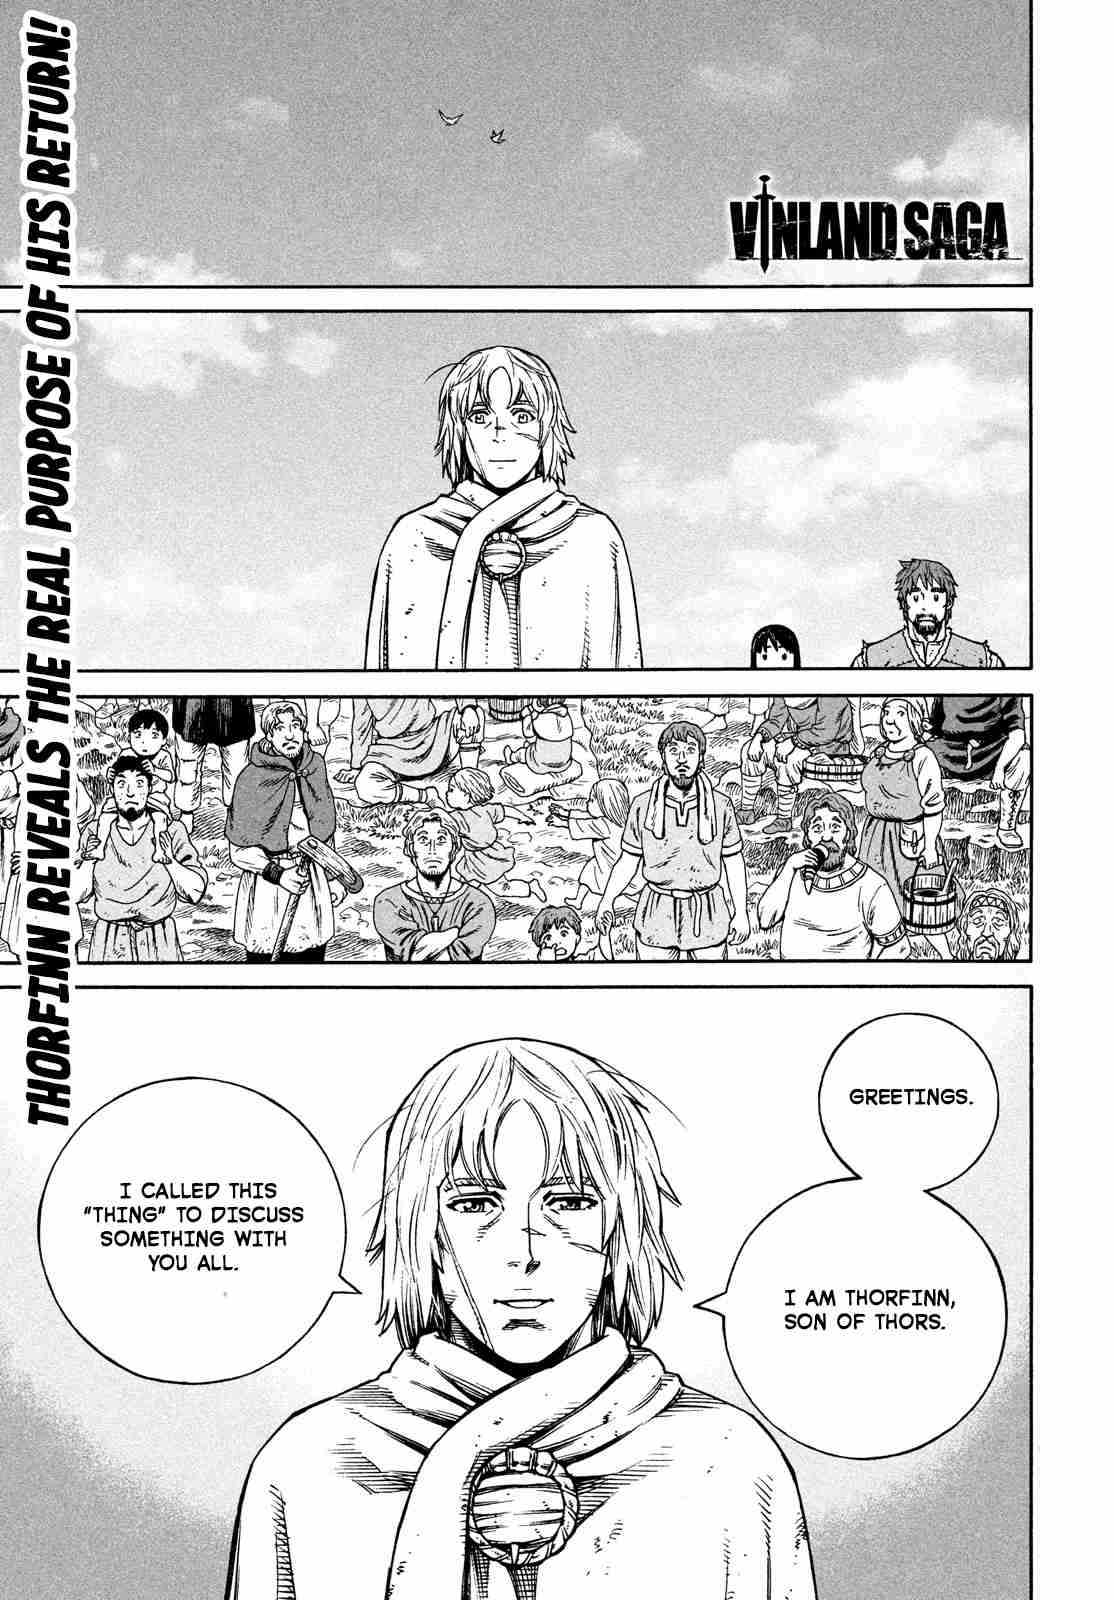 THORFINN REVEALS THE REAL PURPOSE OF HIS RETURN!
VINLAND SAGA
GREETINGS.
I AM THORFINN,
SON OF THORS.
I CALLED THIS
"THING" TO DISCUSS
SOMETHING WITH
YOU ALL.